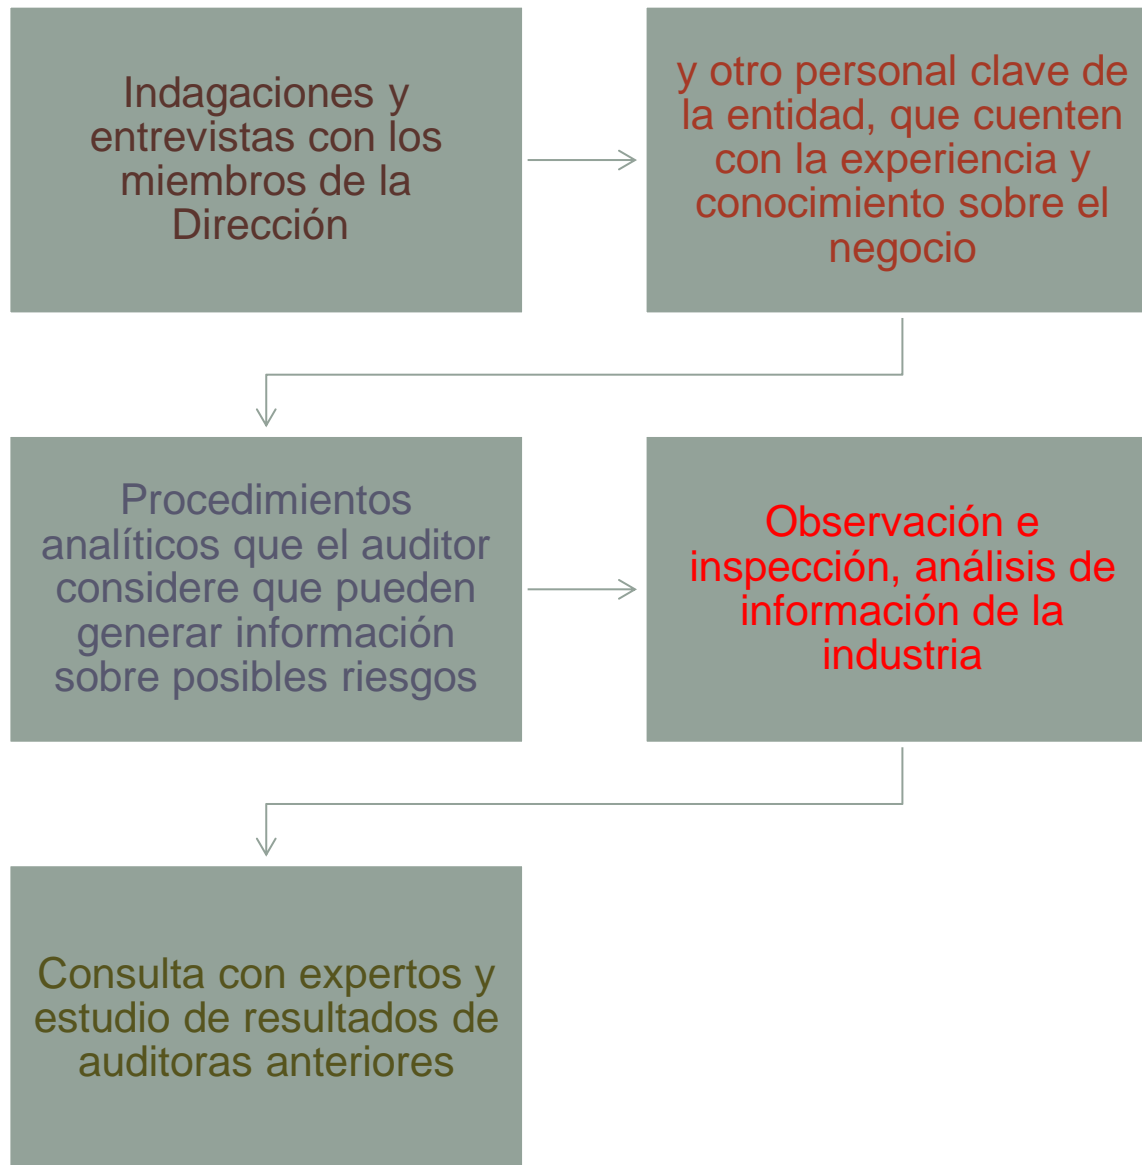 Indagaciones y
entrevistas con los
miembros de la
Dirección
y otro personal clave de
la entidad, que cuenten
con la experiencia y
conocimiento sobre el
negocio
Procedimientos
analíticos que el auditor
considere que pueden
generar información
sobre posibles riesgos
Observación e
inspección, análisis de
información de la
industria
Consulta con expertos y
estudio de resultados de
auditoras anteriores